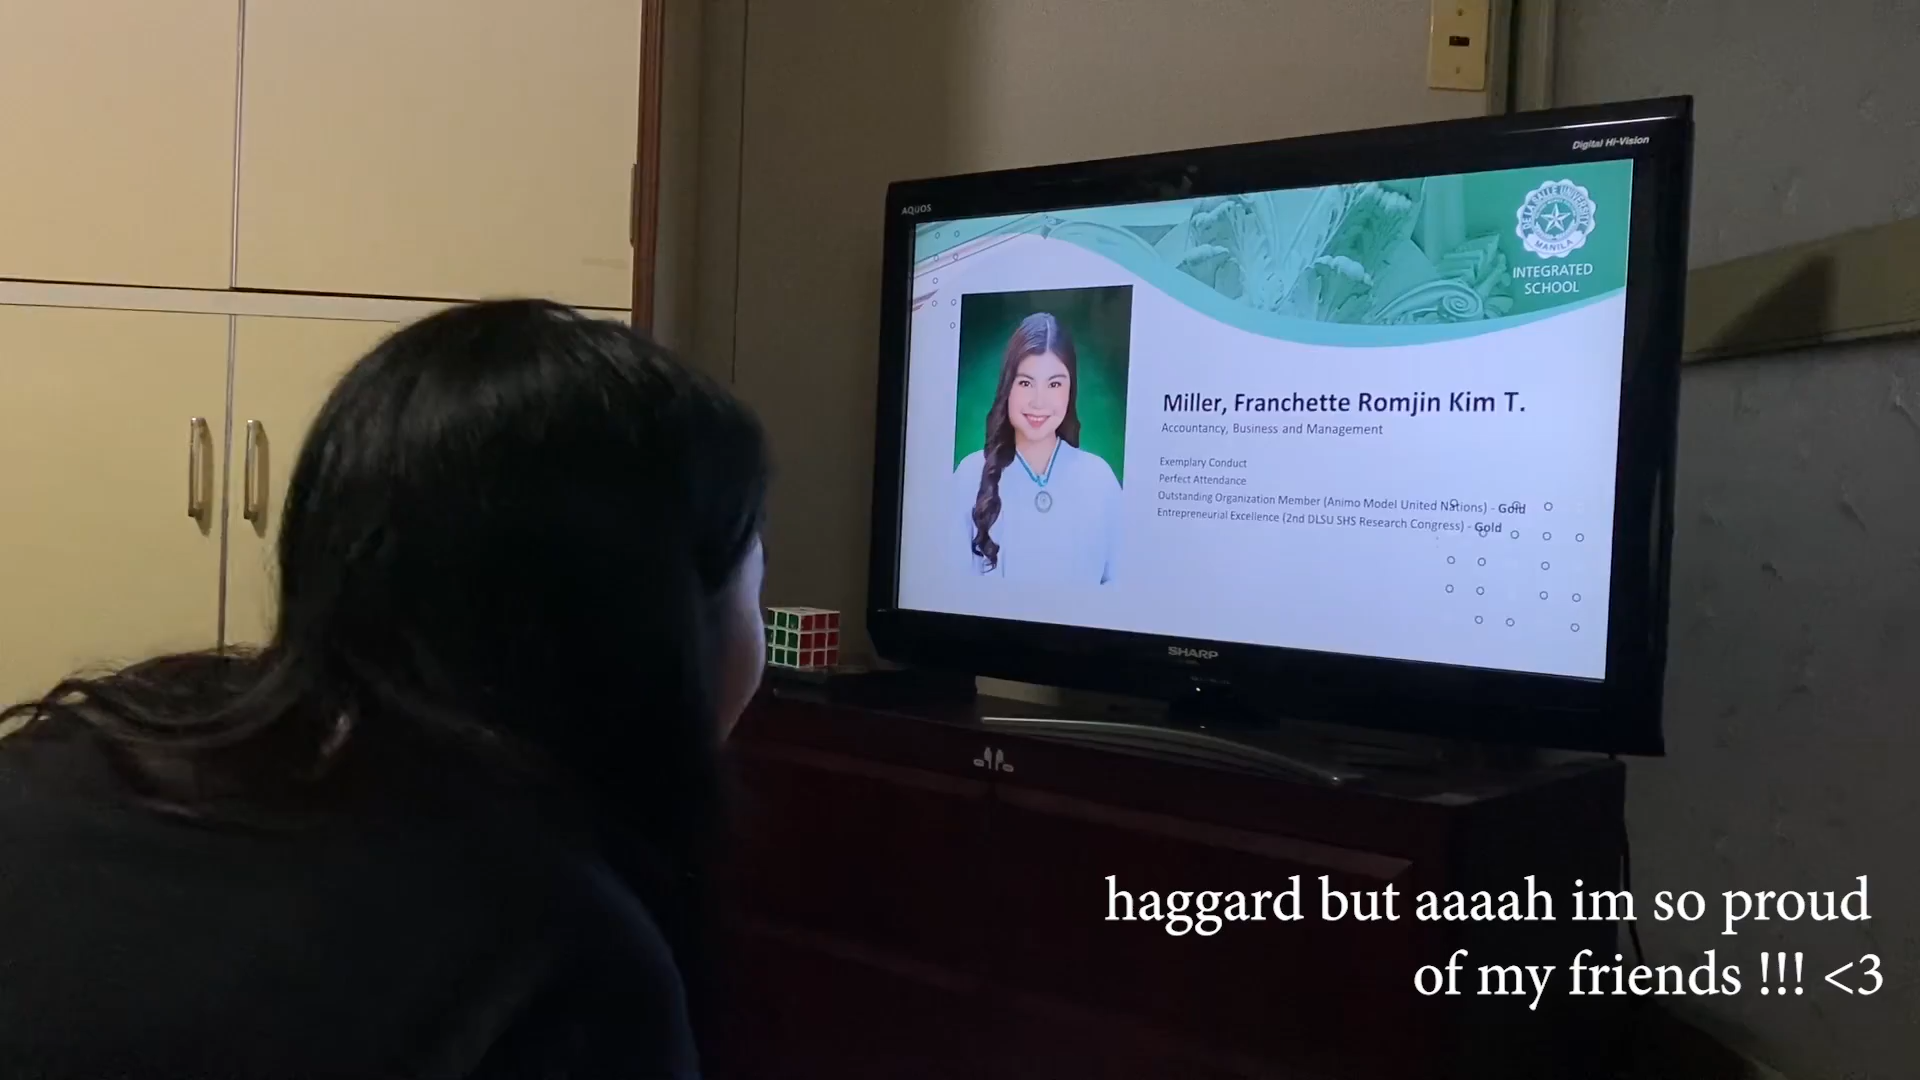 Digital Hi-Vision
AQUOS
DE LA SALLE UNIVERSITY
MANILA
INTEGRATED
SCHOOL
Miller, Franchette Romjin Kim T.
Accountancy, Business and Management
Exemplary Conduct
Perfect Attendance
Outstanding Organization Member (Animo Model United Nations) - Gold
Entrepreneurial Excellence (2nd DLSU SHS Research Congress) - Gold
SHARP
haggard but aaaah im so proud
of my friends !!! <3